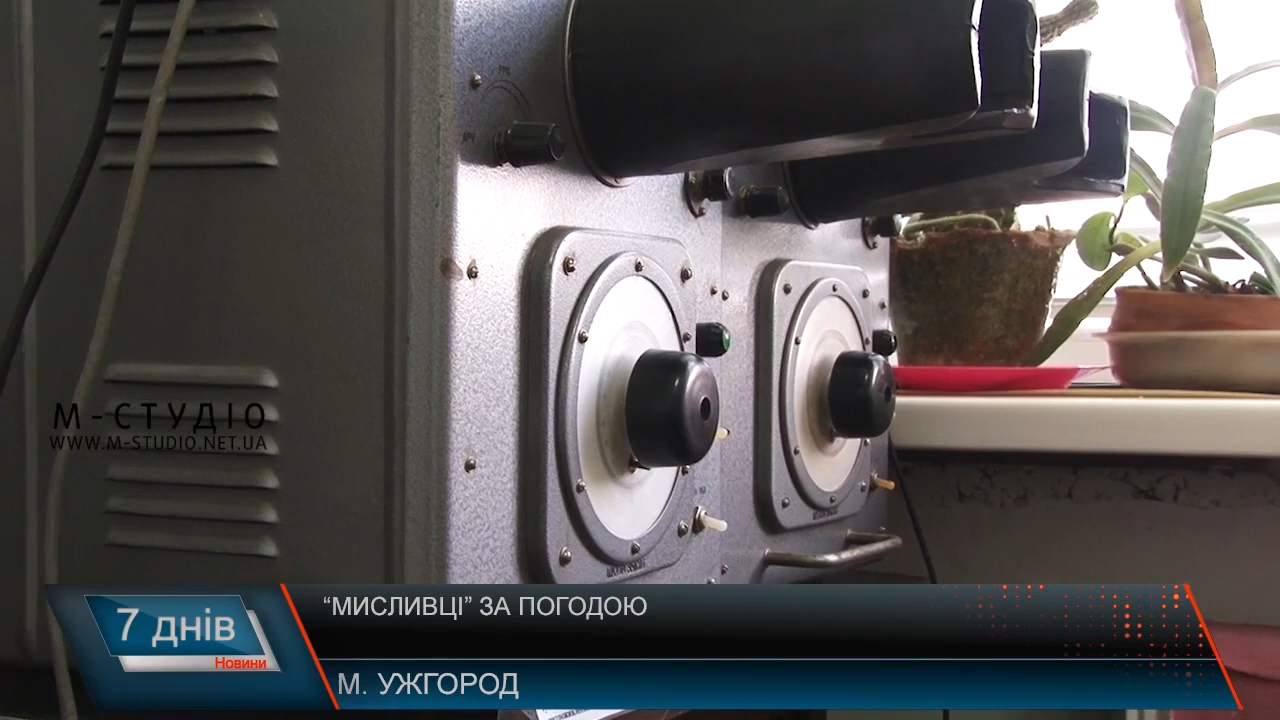 М-СТУДІО
WWW.M-STUDIO.NET.UA
“МИСЛИВЦІ” ЗА ПОГОДОЮ
7 днів
Новини
М. УЖГОРОД